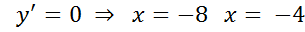 y′ = 0 ⇒ x = −8 x = −4